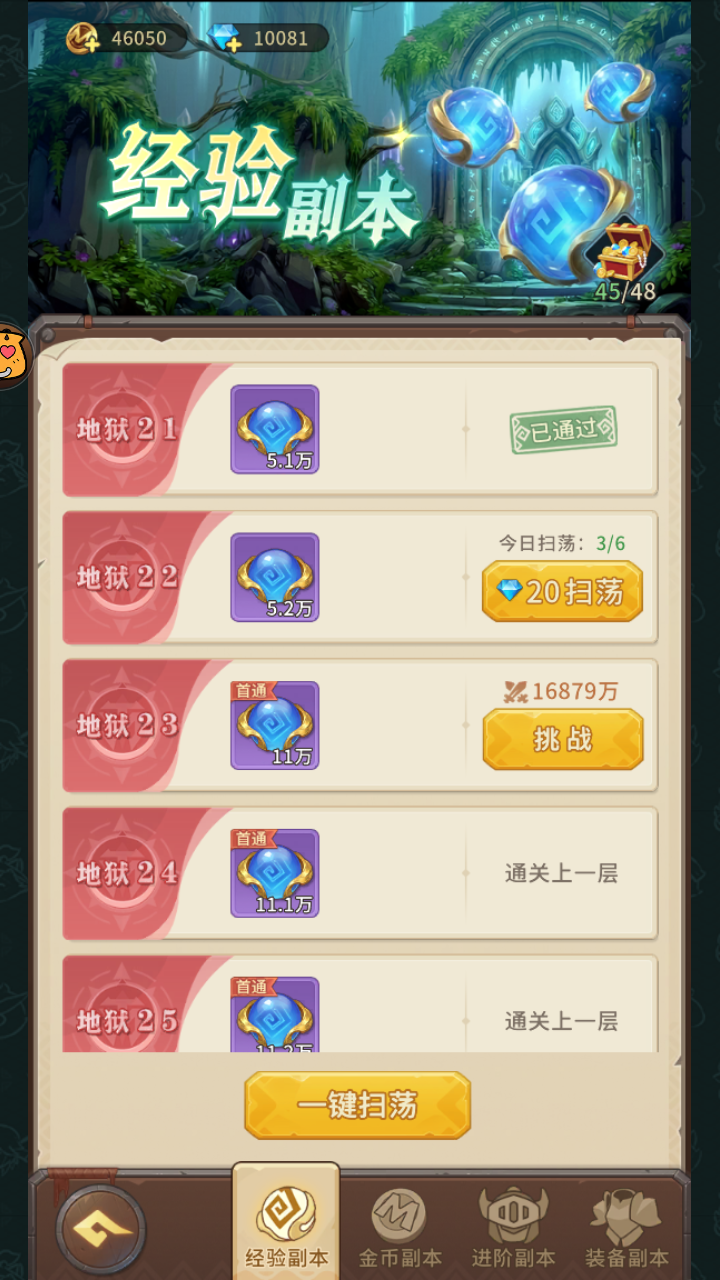 46050
10081
经验副本
45/48
地狱21
5.1万
已通过
今日扫荡：3/6
地狱22
5.2万
20扫荡
首通
16879万
地狱23
11万
挑战
首通
地狱24
11.1万
通关上一层
首通
地狱25
通关上一层
一键扫荡
经验副本
金币副本
进阶副本
装备副本